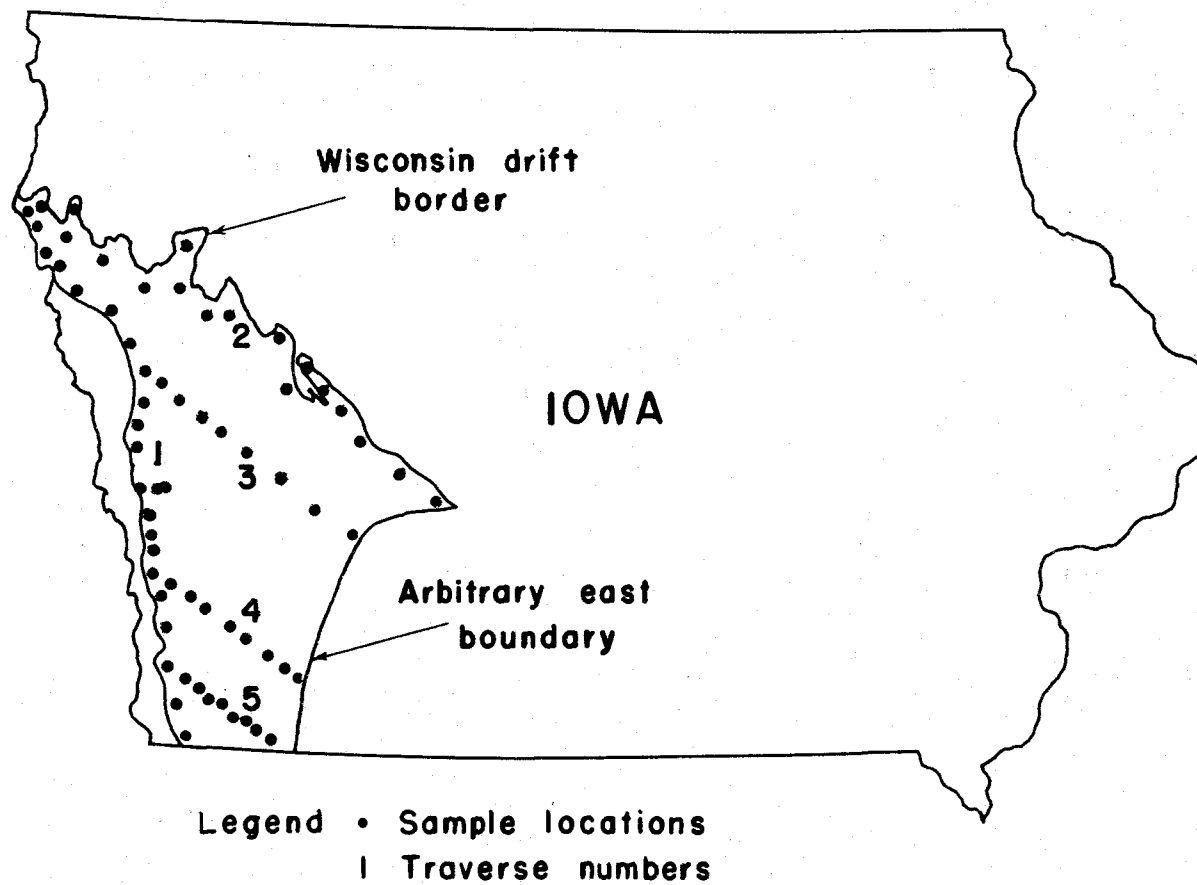 Wisconsin drift
border
2
IOWA
1
3
Arbitrary east
boundary
4
5
Legend • Sample locations
1 Traverse numbers